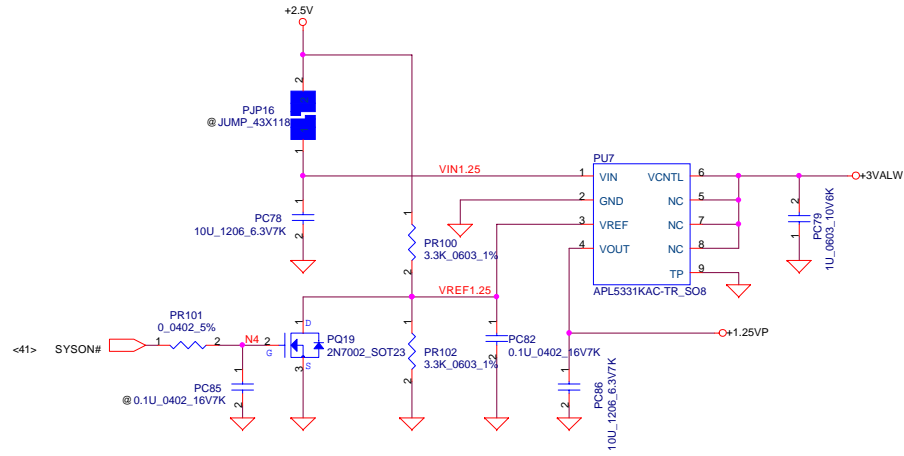 +2.5V
2
PJP16
@ JUMP_43X118
1
VIN1.25
PU7
1 VIN VCNTL 6
2 GND NC 5
3 VREF NC 7
4 VOUT NC 8
TP 9
APL5331KAC-TR_SO8
+3VALW
2
1
PC79
1U_0603_10V6K
1
PC78
10U_1206_6.3V7K
2
1
PR100
3.3K_0603_1%
2
VREF1.25
PR101
0_0402_5%
<41> SYSON# 1 2 N4 2
G
1 D
PQ19
2N7002_SOT23
3 S
1
PR102
3.3K_0603_1%
2
1
PC82
0.1U_0402_16V7K
2
+1.25VP
1
PC85
@ 0.1U_0402_16V7K
2
1
2
PC86
10U_1206_6.3V7K